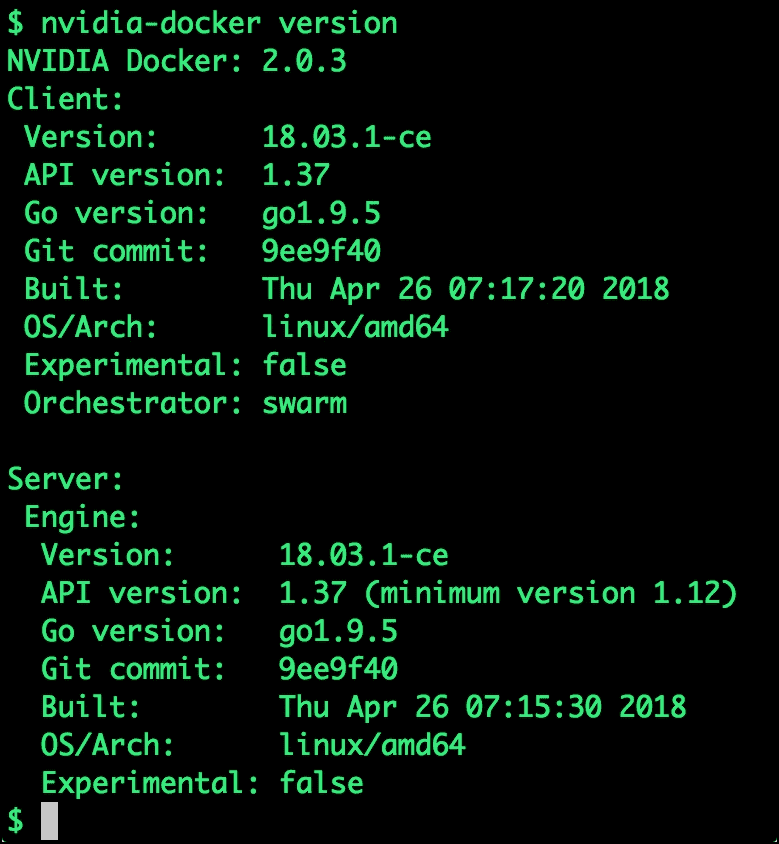 $ nvidia-docker version
NVIDIA Docker: 2.0.3
Client:
 Version:      18.03.1-ce
 API version:  1.37
 Go version:   go1.9.5
 Git commit:   9ee9f40
 Built:        Thu Apr 26 07:17:20 2018
 OS/Arch:      linux/amd64
 Experimental: false
 Orchestrator: swarm

Server:
 Engine:
  Version:      18.03.1-ce
  API version:  1.37 (minimum version 1.12)
  Go version:   go1.9.5
  Git commit:   9ee9f40
  Built:        Thu Apr 26 07:15:30 2018
  OS/Arch:      linux/amd64
  Experimental: false
$